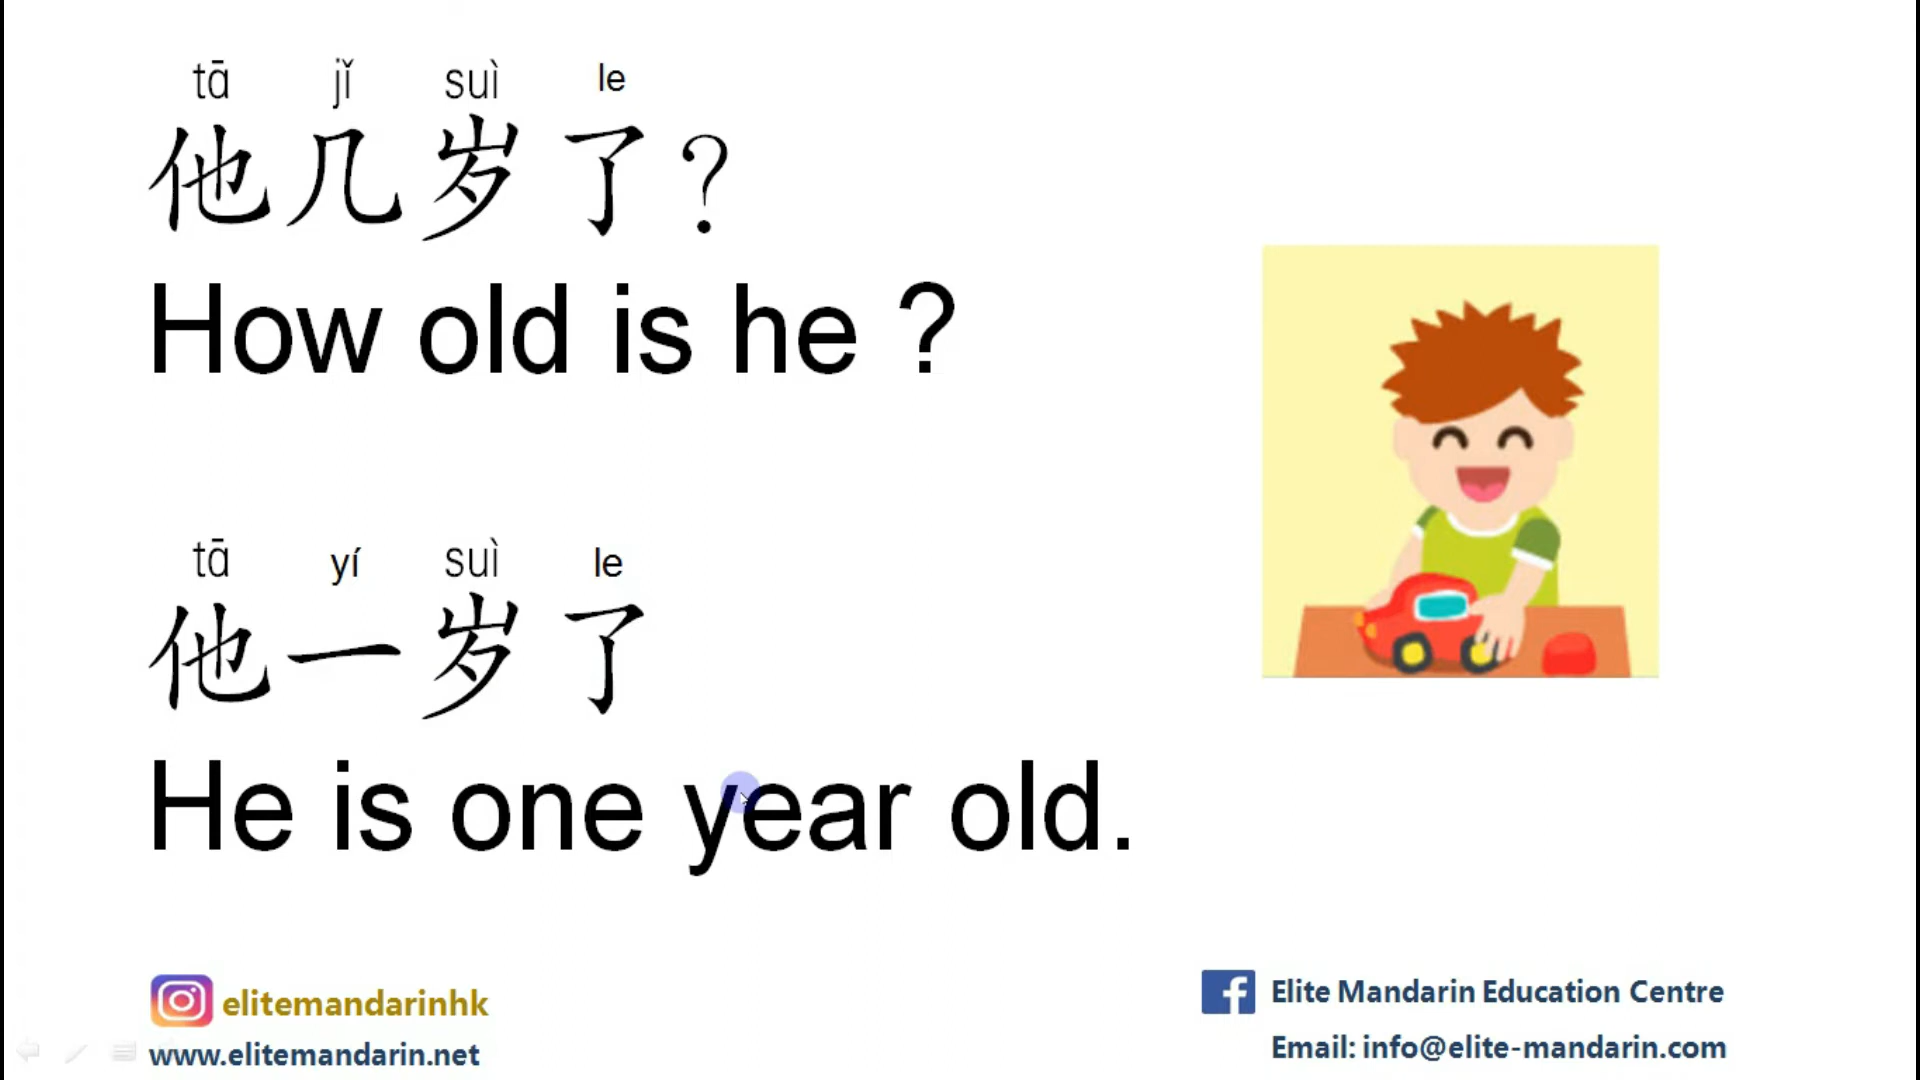 tā jǐ suì le
他几岁了?
How old is he ?
tā yí suì le
他一岁了
He is one year old.
elitemandarinhk
www.elitemandarin.net
Elite Mandarin Education Centre
Email: info@elite-mandarin.com